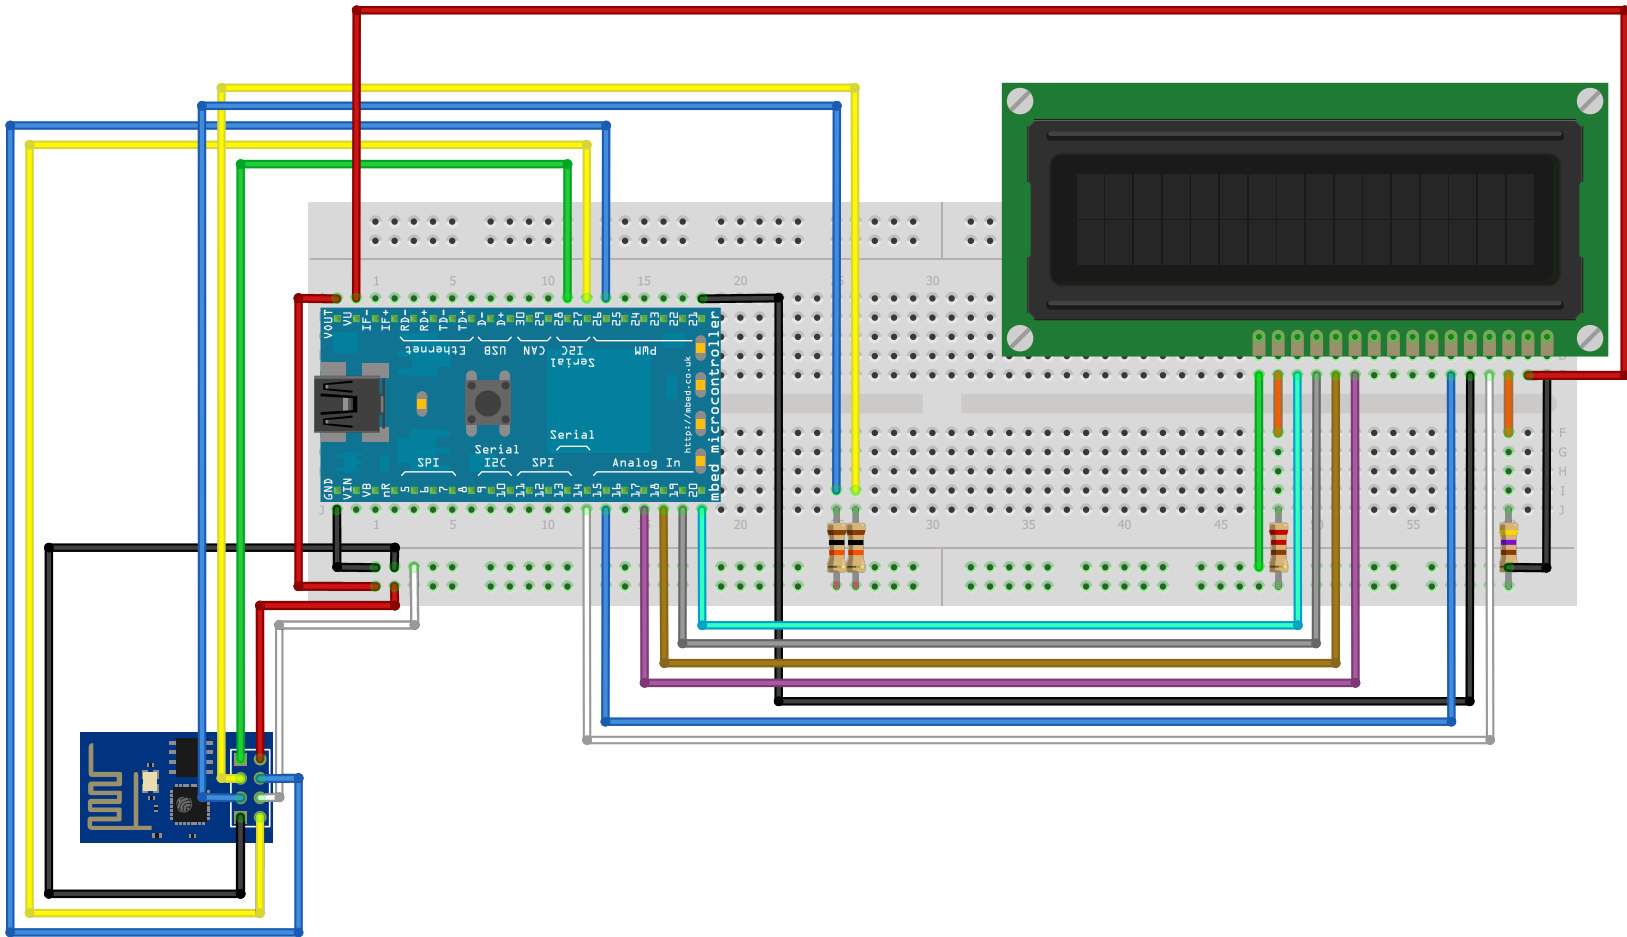 1 5 10 15 20 30
VOUT VU IF- IF+ RD- RD+ TD- TD+ D- D+ 30 29 28 27 26 25 24 23 22 21
Ethernet USB CAN I2C PWM
Serial
http://mbed.co.uk
mbed microcontroller
Serial
Serial
SPI I2C SPI Analog In
GND VIN VB nR 5 6 7 8 9 10 11 12 13 14 15 16 17 18 19 20
F
G
H
I
J J
1 5 10 15 20 30 35 40 45 50 55